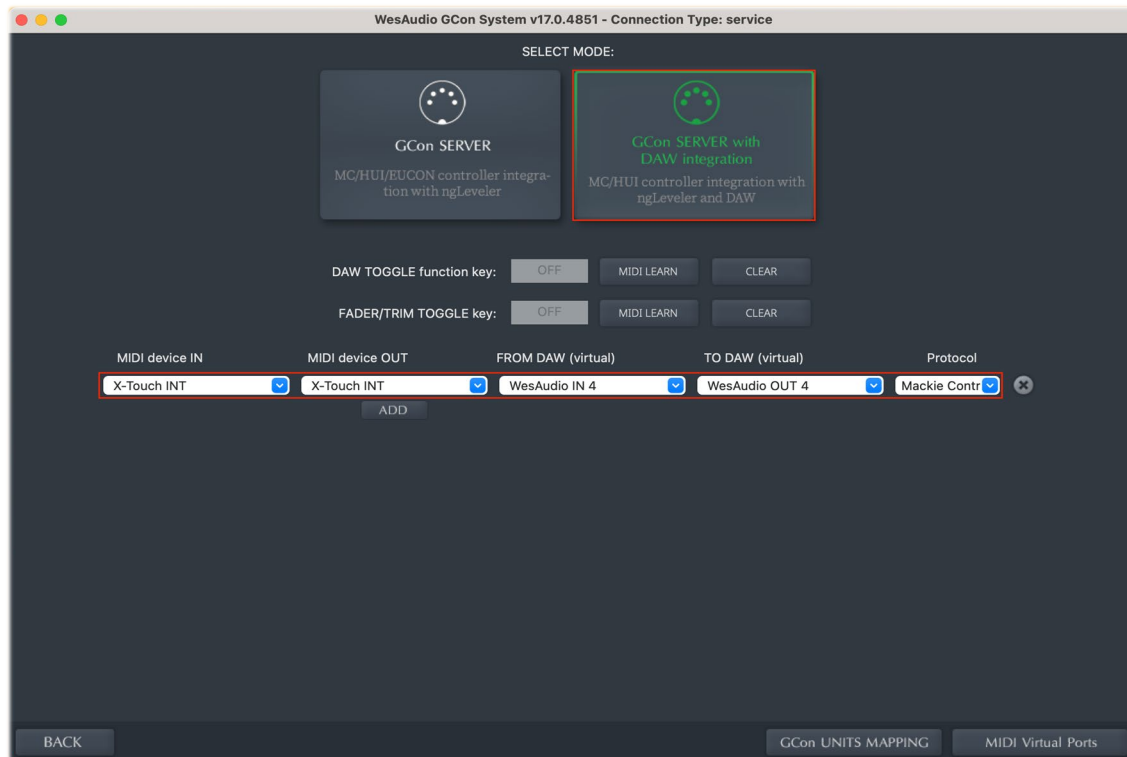 WesAudio GCon System v17.0.4851 - Connection Type: service
SELECT MODE:
GCon SERVER
MC/HUI/EUCON controller integra-
tion with ngLeveler
GCon SERVER with
DAW integration
MC/HUI controller integration with
ngLeveler and DAW
DAW TOGGLE function key: OFF MIDI LEARN CLEAR
FADER/TRIM TOGGLE key: OFF MIDI LEARN CLEAR
MIDI device IN MIDI device OUT FROM DAW (virtual) TO DAW (virtual) Protocol
X-Touch INT X-Touch INT WesAudio IN 4 WesAudio OUT 4 Mackie Contr
ADD
BACK GCon UNITS MAPPING MIDI Virtual Ports